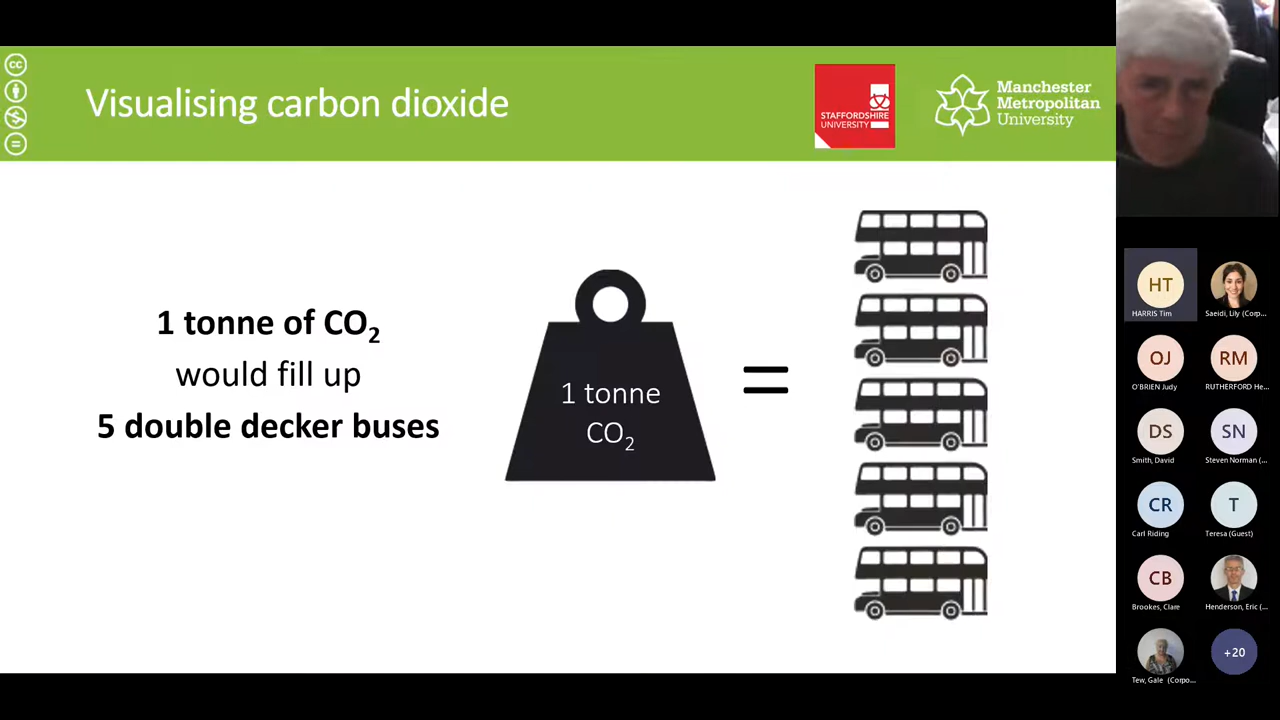 Visualising carbon dioxide
STAFFORDSHIRE
UNIVERSITY
Manchester
Metropolitan
University
1 tonne of CO₂
would fill up
5 double decker buses
1 tonne
CO₂
=
cc
=
HT
HARRIS Tim
Saeidi, Lily (Corp...
OJ
O'BRIEN Judy
RM
RUTHERFORD He...
DS
Smith, David
SN
Steven Norman (...
CR
Carl Riding
T
Teresa (Guest)
CB
Brookes, Clare
Henderson, Eric (...
Tew, Gale (Corpo...
+20